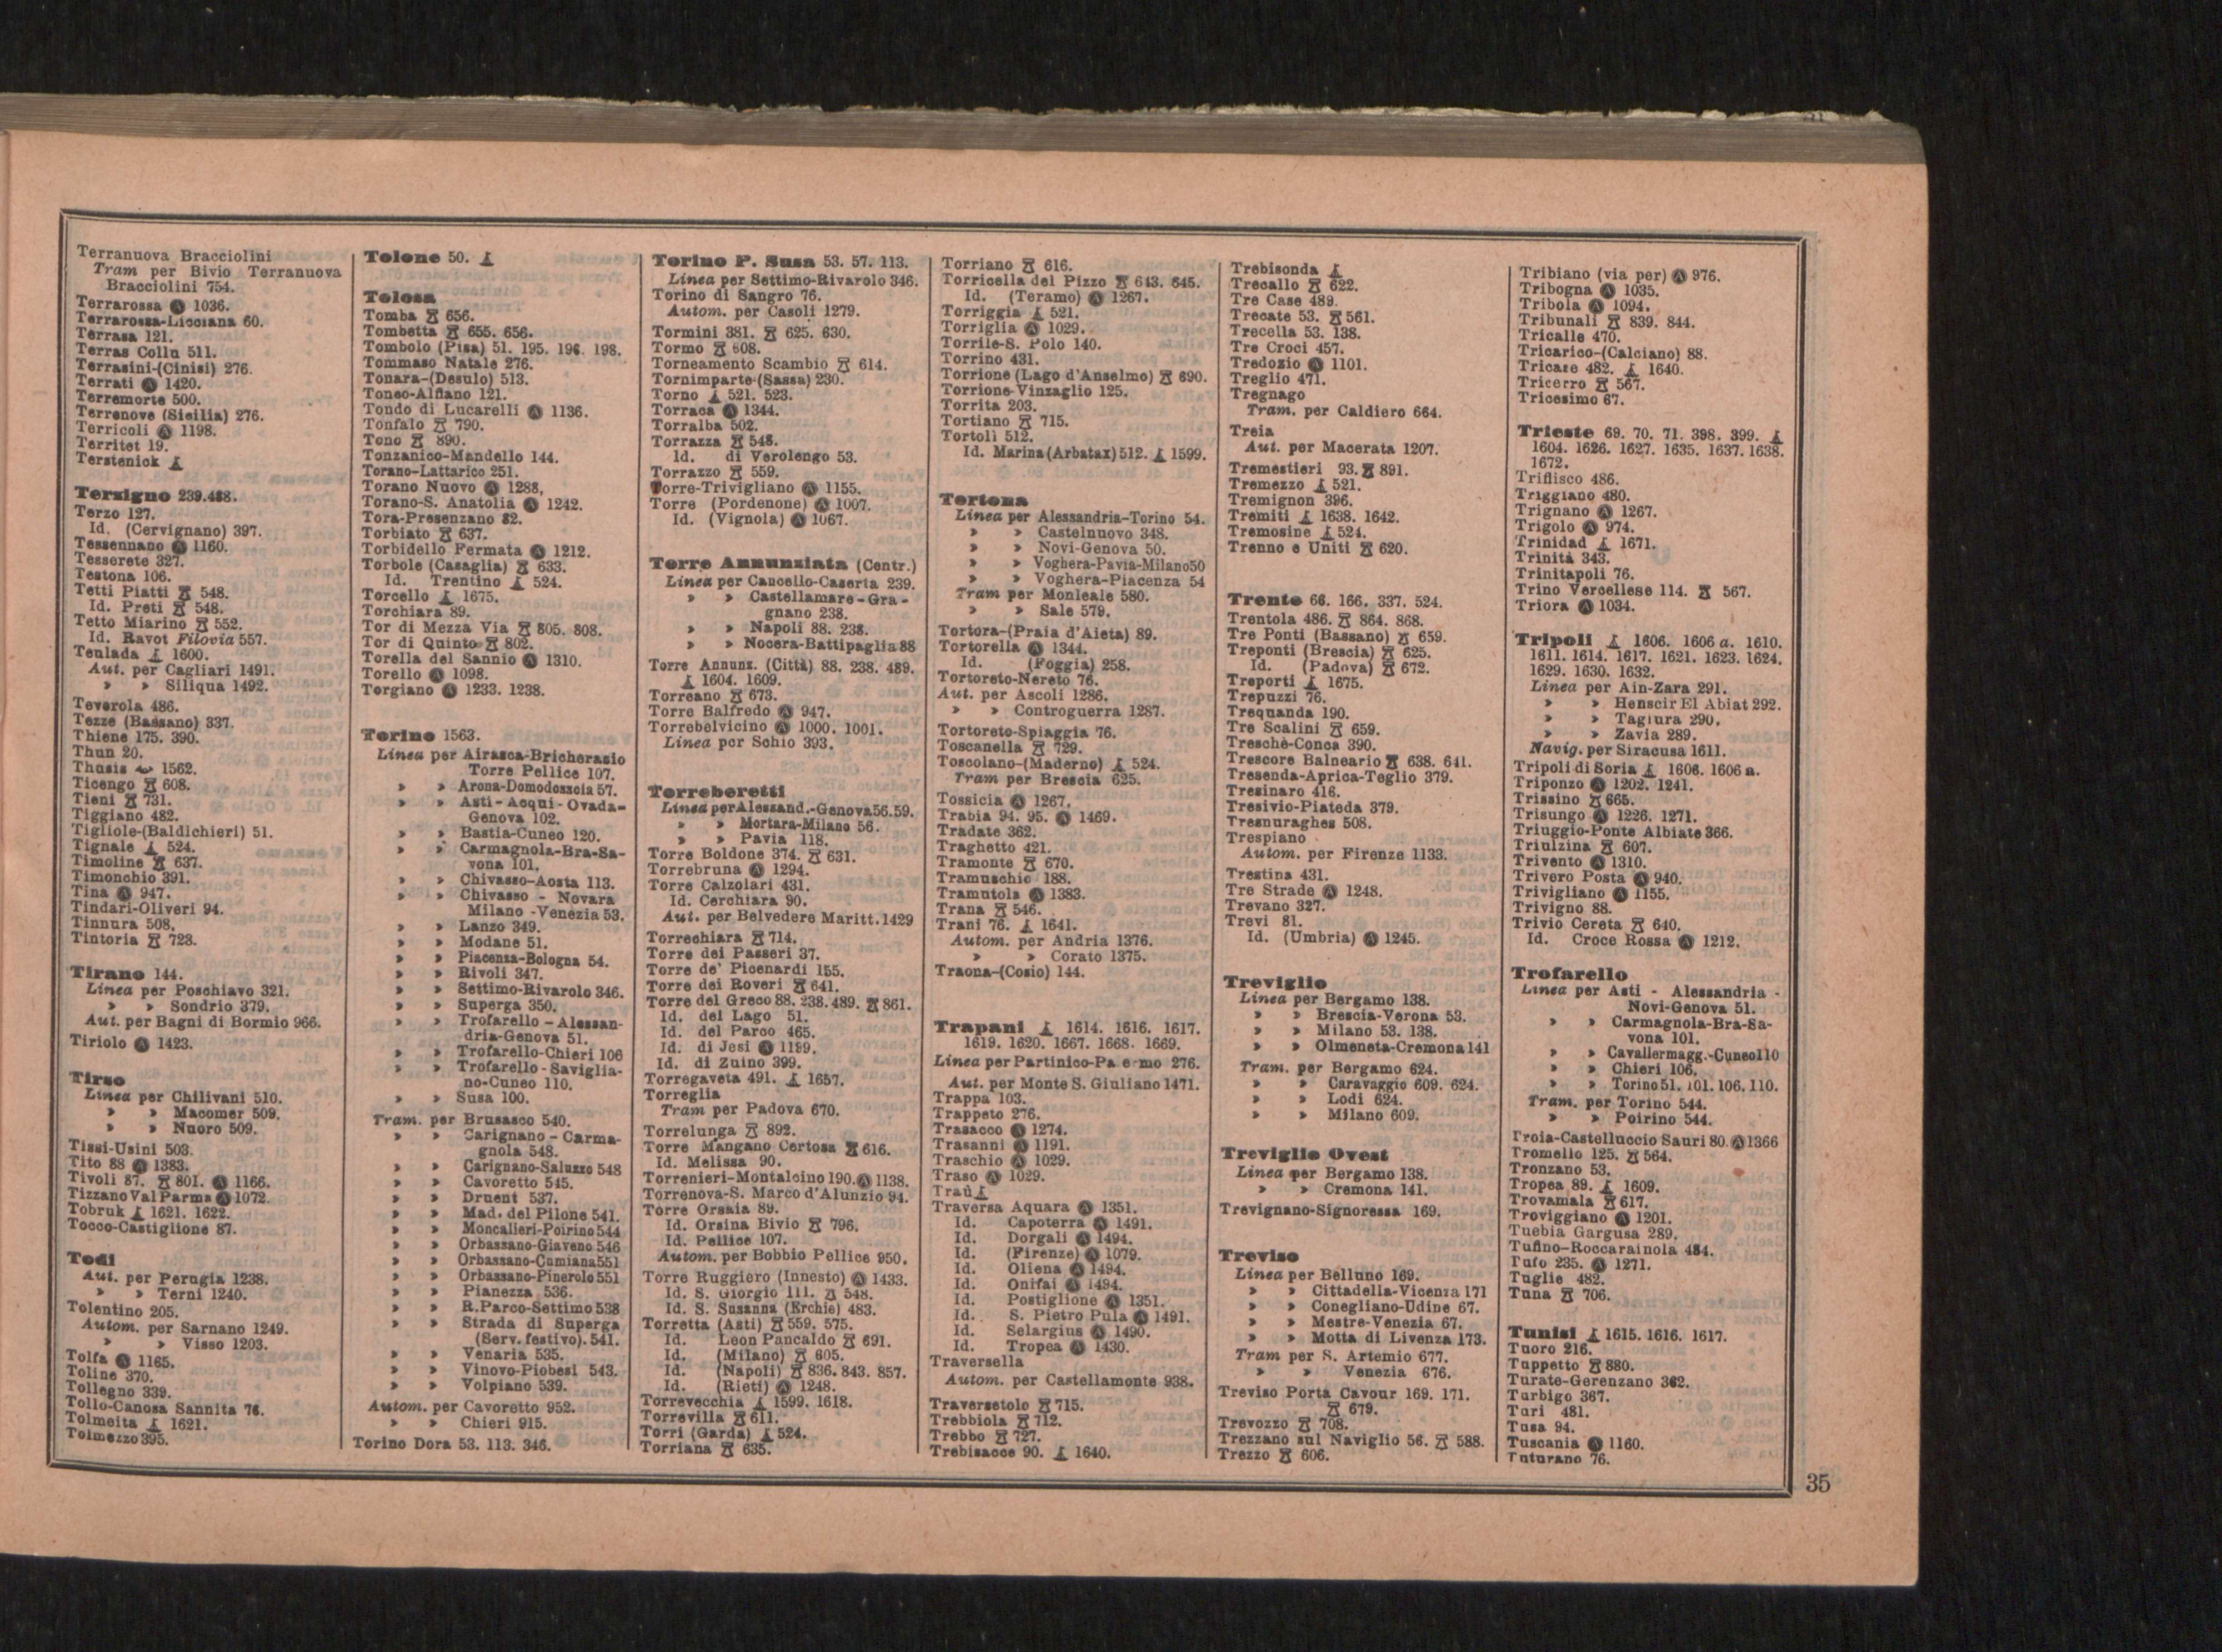 Terranuova Bracciolini
Tram per Bivio Terranuova
Bracciolini 754.
Terrarossa Ⓐ 1036.
Terrarossa-Licciana 60.
Terrasa 121.
Terras Collu 511.
Terrasini-(Cinisi) 276.
Terrati Ⓐ 1420.
Terremorte 500.
Terrenove (Sicilia) 276.
Terricoli Ⓐ 1198.
Territet 19.
Terstenick
Terzigno 239.488.
Terzo 127.
Id. (Cervignano) 397.
Tessennano Ⓐ 1160.
Tesserete 327.
Testona 106.
Tetti Piatti 548.
Id. Preti 548.
Tetto Miarino 552.
Id. Ravot Filovia 557.
Teulada 1600.
Aut. per Cagliari 1491.
» » Siliqua 1492.
Teverola 486.
Tezze (Bassano) 337.
Thiene 175. 390.
Thun 20.
Thusis 1562.
Ticengo 608.
Tieni 731.
Tiggiano 482.
Tigliole-(Baldichieri) 51.
Tignale 524.
Timoline 637.
Timonchio 391.
Tina Ⓐ 947.
Tindari-Oliveri 94.
Tinnura 508.
Tintoria 723.
Tirano 144.
Linea per Poschiavo 321.
» » Sondrio 379.
Aut. per Bagni di Bormio 966.
Tiriolo Ⓐ 1423.
Tirso
Linea per Chilivani 510.
» » Macomer 509.
» » Nuoro 509.
Tissi-Usini 503.
Tito 88 Ⓐ 1383.
Tivoli 87. 801. Ⓐ 1166.
Tizzano Val Parma Ⓐ 1072.
Tobruk 1621. 1622.
Tocco-Castiglione 87.
Todi
Aut. per Perugia 1238.
» » Terni 1240.
Tolentino 205.
Autom. per Sarnano 1249.
» » Visso 1203.
Tolfa Ⓐ 1165.
Toline 370.
Tollegno 339.
Tollo-Canosa Sannita 76.
Tolmeita 1621.
Tolmezzo 395.
Tolone 50.
Tolosa
Tomba 656.
Tombetta 655. 656.
Tombolo (Pisa) 51. 195. 196. 198.
Tommaso Natale 276.
Tonara-(Desulo) 513.
Tonco-Alfiano 121.
Tondo di Lucarelli Ⓐ 1136.
Tonfalo 790.
Tono 890.
Tonzanico-Mandello 144.
Torano-Lattarico 251.
Torano Nuovo Ⓐ 1288,
Torano-S. Anatolia Ⓐ 1242.
Tora-Presenzano 82.
Torbiato 637.
Torbidello Fermata Ⓐ 1212.
Torbole (Casaglia) 633.
Id. Trentino 524.
Torcello 1675.
Torchiara 89.
Tor di Mezza Via 805. 808.
Tor di Quinto 802.
Torella del Sannio Ⓐ 1310.
Torello Ⓐ 1098.
Torgiano Ⓐ 1233. 1238.
Torino 1563.
Linea per Airasca-Bricherasio
Torre Pellice 107.
» » Arona-Domodossola 57.
» » Asti-Acqui-Ovada-
Genova 102.
» » Bastia-Cuneo 120.
» » Carmagnola-Bra-Sa-
vona 101.
» » Chivasso-Aosta 113.
» » Chivasso - Novara
Milano-Venezia 53.
» » Lanzo 349.
» » Modane 51.
» » Piacenza-Bologna 54.
» » Rivoli 347.
» » Settimo-Rivarolo 346.
» » Superga 350.
» » Trofarello-Alessan-
dria-Genova 51.
» » Trofarello-Chieri 106
» » Trofarello-Saviglia-
no-Cuneo 110.
» » Susa 100.
Tram. per Brusasco 540.
» » Carignano-Carma-
gnola 548.
» » Carignano-Saluzzo 548
» » Cavoretto 545.
» » Druent 537.
» » Mad. del Pilone 541.
» » Moncalieri-Poirino 544
» » Orbassano-Giaveno 546
» » Orbassano-Cumiana 551
» » Orbassano-Pinerolo 551
» » Pianezza 536.
» » R.Parco-Settimo 538
» » Strada di Superga
(Serv. festivo). 541.
» » Venaria 535.
» » Vinovo-Piobesi 543.
» » Volpiano 539.
Autom. per Cavoretto 952.
» » Chieri 915.
Torino Dora 53. 113. 346.
Torino P. Susa 53. 57. 113.
Linea per Settimo-Rivarolo 346.
Torino di Sangro 76.
Autom. per Casoli 1279.
Tormini 381. 625. 630.
Tormo 608.
Torneamento Scambio 614.
Tornimparte-(Sassa) 230.
Torno 521. 523.
Torraca Ⓐ 1344.
Torralba 502.
Torrazza 548.
Id. di Verolengo 53.
Torrazzo 559.
Torre-Trivigliano Ⓐ 1155.
Torre (Pordenone) Ⓐ 1007.
Id. (Vignola) Ⓐ 1067.
Torre Annunziata (Centr.)
Linea per Cancello-Caserta 239.
» » Castellamare-Gra-
gnano 238.
» » Napoli 88. 238.
» » Nocera-Battipaglia 88
Torre Annunz. (Città) 88. 238. 489.
1604. 1609.
Torreano 673.
Torre Balfredo Ⓐ 947.
Torrebelvicino Ⓐ 1000. 1001.
Linea per Schio 393.
Torreberetti
Linea per Alessand.-Genova 56.59.
» » Mortara-Milano 56.
» » Pavia 118.
Torre Boldone 374. 631.
Torrebruna Ⓐ 1294.
Torre Calzolari 431.
Id. Cerchiara 90.
Aut. per Belvedere Maritt. 1429
Torrechiara 714.
Torre dei Passeri 37.
Torre de' Picenardi 155.
Torre dei Roveri 641.
Torre del Greco 88. 238. 489. 861.
Id. del Lago 51.
Id. del Parco 465.
Id. di Jesi Ⓐ 1199.
Id. di Zuino 399.
Torregaveta 491. 1657.
Torreglia
Tram per Padova 670.
Torrelunga 892.
Torre Mangano Certosa 616.
Id. Melissa 90.
Torrenieri-Montalcino 190. Ⓐ 1138.
Torrenova-S. Marco d'Alunzio 94.
Torre Orsaia 89.
Id. Orsina Bivio 796.
Id. Pellice 107.
Autom. per Bobbio Pellice 950.
Torre Ruggiero (Innesto) Ⓐ 1433.
Id. S. Giorgio 111. 548.
Id. S. Susanna (Erchie) 483.
Torretta (Asti) 559. 575.
Id. Leon Pancaldo 691.
Id. (Milano) 605.
Id. (Napoli) 836. 843. 857.
Id. (Rieti) Ⓐ 1248.
Torrevecchia 1599. 1618.
Torrevilla 611.
Torri (Garda) 524.
Torriana 635.
Torriano 616.
Torricella del Pizzo 643. 645.
Id. (Teramo) Ⓐ 1267.
Torriggia 521.
Torriglia Ⓐ 1029.
Torrile-S. Polo 140.
Torrino 431.
Torrione (Lago d'Anselmo) 690.
Torrione-Vinzaglio 125.
Torrita 203.
Tortiano 715.
Tortolì 512.
Id. Marina (Arbatax) 512. 1599.
Tortona
Linea per Alessandria-Torino 54.
» » Castelnuovo 348.
» » Novi-Genova 50.
» » Voghera-Pavia-Milano 50
» » Voghera-Piacenza 54
Tram per Monleale 580.
» » Sale 579.
Tortora-(Praia d'Aieta) 89.
Tortorella Ⓐ 1344.
Id. (Foggia) 258.
Tortoreto-Nereto 76.
Aut. per Ascoli 1286.
» » Controguerra 1287.
Tortoreto-Spiaggia 76.
Toscanella 729.
Toscolano-(Maderno) 524.
Tram per Brescia 625.
Tossicia Ⓐ 1267.
Trabia 94. 95. Ⓐ 1469.
Tradate 362.
Traghetto 421.
Tramonte 670.
Tramuschio 188.
Tramutola Ⓐ 1383.
Trana 546.
Trani 76. 1641.
Autom. per Andria 1376.
» » Corato 1375.
Traona-(Cosio) 144.
Trapani 1614. 1616. 1617.
1619. 1620. 1667. 1668. 1669.
Linea per Partinico-Pa ermo 276.
Aut. per Monte S. Giuliano 1471.
Trappa 103.
Trappeto 276.
Trasacco Ⓐ 1274.
Trasanni Ⓐ 1191.
Traschio Ⓐ 1029.
Traso Ⓐ 1029.
Traù
Traversa Aquara Ⓐ 1351.
Id. Capoterra Ⓐ 1491.
Id. Dorgali Ⓐ 1494.
Id. (Firenze) Ⓐ 1079.
Id. Oliena Ⓐ 1494.
Id. Onifai Ⓐ 1494.
Id. Postiglione Ⓐ 1351.
Id. S. Pietro Pula Ⓐ 1491.
Id. Selargius Ⓐ 1490.
Id. Tropea Ⓐ 1430.
Traversella
Autom. per Castellamonte 938.
Traversetolo 715.
Trebbiola 712.
Trebbo 727.
Trebisacce 90. 1640.
Trebisonda
Trecallo 622.
Tre Case 489.
Trecate 53. 561.
Trecella 53. 138.
Tre Croci 457.
Tredozio Ⓐ 1101.
Treglio 471.
Tregnago
Tram. per Caldiero 664.
Treia
Aut. per Macerata 1207.
Tremestieri 93. 891.
Tremezzo 521.
Tremignon 396.
Tremiti 1638. 1642.
Tremosine 524.
Trenno e Uniti 620.
Trento 66. 166. 337. 524.
Trentola 486. 864. 868.
Tre Ponti (Bassano) 659.
Treponti (Brescia) 625.
Id. (Padova) 672.
Treporti 1675.
Trepuzzi 76.
Trequanda 190.
Tre Scalini 659.
Treschè-Conca 390.
Trescore Balneario 638. 641.
Tresenda-Aprica-Teglio 379.
Tresinaro 416.
Tresivio-Piateda 379.
Tresnuraghes 508.
Trespiano
Autom. per Firenze 1133.
Trestina 431.
Tre Strade Ⓐ 1248.
Trevano 327.
Trevi 81.
Id. (Umbria) Ⓐ 1245.
Treviglio
Linea per Bergamo 138.
» » Brescia-Verona 53.
» » Milano 53. 138.
» » Olmeneta-Cremona 141
Tram. per Bergamo 624.
» » Caravaggio 609. 624.
» » Lodi 624.
» » Milano 609.
Treviglio Ovest
Linea per Bergamo 138.
» » Cremona 141.
Trevignano-Signoressa 169.
Treviso
Linea per Belluno 169.
» » Cittadella-Vicenza 171
» » Conegliano-Udine 67.
» » Mestre-Venezia 67.
» » Motta di Livenza 173.
Tram per S. Artemio 677.
» » Venezia 676.
Treviso Porta Cavour 169. 171.
679.
Trevozzo 708.
Trezzano sul Naviglio 56. 588.
Trezzo 606.
Tribiano (via per) Ⓐ 976.
Tribogna Ⓐ 1035.
Tribola Ⓐ 1094.
Tribunali 839. 844.
Tricalle 470.
Tricarico-(Calciano) 88.
Tricase 482. 1640.
Tricerro 567.
Tricesimo 67.
Trieste 69. 70. 71. 398. 399.
1604. 1626. 1627. 1635. 1637. 1638.
1672.
Triflisco 486.
Triggiano 480.
Trignano Ⓐ 1267.
Trigolo Ⓐ 974.
Trinidad 1671.
Trinità 343.
Trinitapoli 76.
Trino Vercellese 114. 567.
Triora Ⓐ 1034.
Tripoli 1606. 1606 a. 1610.
1611. 1614. 1617. 1621. 1623. 1624.
1629. 1630. 1632.
Linea per Ain-Zara 291.
» » Henscir El Abiat 292.
» » Tagiura 290.
» » Zavia 289.
Navig. per Siracusa 1611.
Tripoli di Soria 1606. 1606 a.
Triponzo Ⓐ 1202. 1241.
Trissino 665.
Trisungo Ⓐ 1226. 1271.
Triuggio-Ponte Albiate 366.
Triulzina 607.
Trivento Ⓐ 1310.
Trivero Posta Ⓐ 940.
Trivigliano Ⓐ 1155.
Trivigno 88.
Trivio Cereta 640.
Id. Croce Rossa Ⓐ 1212.
Trofarello
Linea per Asti - Alessandria -
Novi-Genova 51.
» » Carmagnola-Bra-Sa-
vona 101.
» » Cavallermagg.-Cuneo 110
» » Chieri 106.
» » Torino 51. 101. 106. 110.
Tram. per Torino 544.
» » Poirino 544.
Troia-Castelluccio Sauri 80. Ⓐ 1366
Tromello 125. 564.
Tronzano 53.
Tropea 89. 1609.
Trovamala 617.
Troviggiano Ⓐ 1201.
Tuebia Gargusa 289.
Tufino-Roccarainola 484.
Tufo 235. Ⓐ 1271.
Tuglie 482.
Tuna 706.
Tunisi 1615. 1616. 1617.
Tuoro 216.
Tuppetto 880.
Turate-Gerenzano 362.
Turbigo 367.
Turi 481.
Tusa 94.
Tuscania Ⓐ 1160.
Tuturano 76.
35